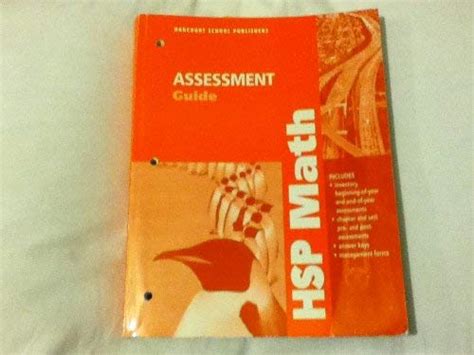 HARCOURT SCHOOL PUBLISHERS
ASSESSMENT
Guide
HSP Math
INCLUDES
• inventory,
beginning-of-year
and end-of-year
assessments
• chapter and unit
pre- and post-
assessments
• answer keys
• management forms